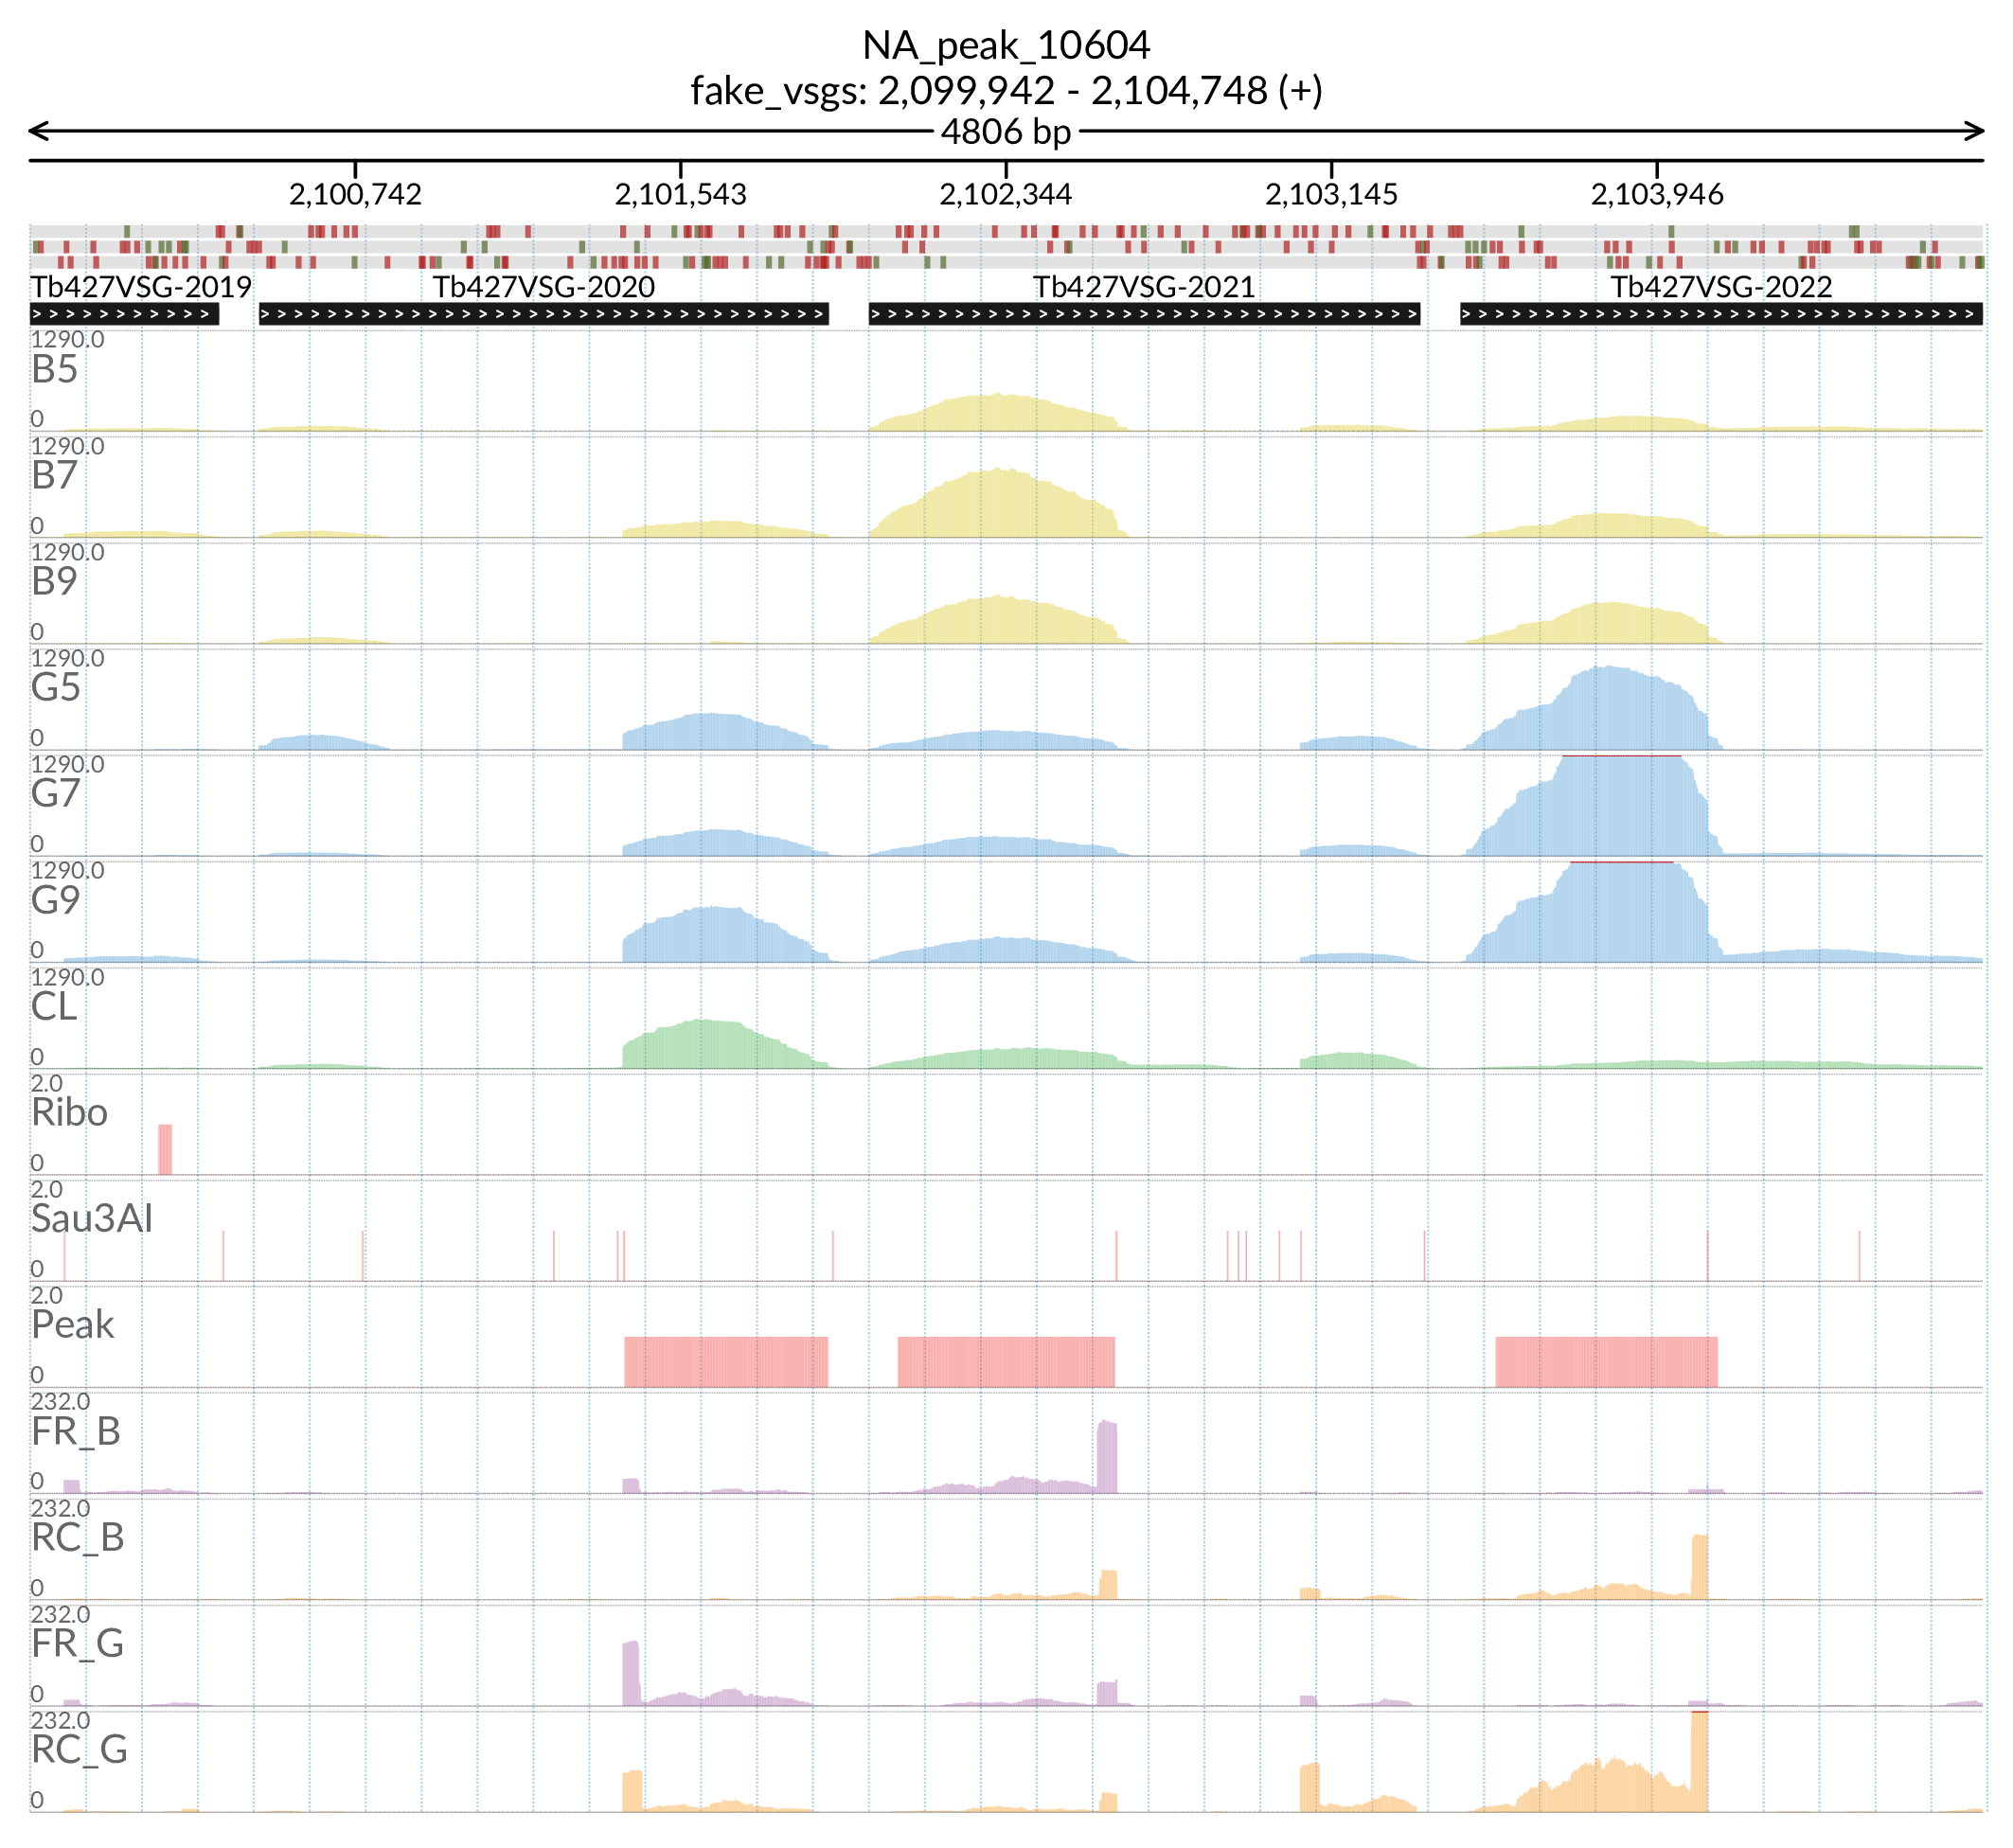 NA_peak_10604
fake_vsgs: 2,099,942 - 2,104,748 (+)
4806 bp
2,100,742 2,101,543 2,102,344 2,103,145 2,103,946
Tb427VSG-2019 Tb427VSG-2020 Tb427VSG-2021 Tb427VSG-2022
1290.0
B5
0
1290.0
B7
0
1290.0
B9
0
1290.0
G5
0
1290.0
G7
0
1290.0
G9
0
1290.0
CL
0
2.0
Ribo
0
2.0
Sau3AI
0
2.0
Peak
0
232.0
FR_B
0
232.0
RC_B
0
232.0
FR_G
0
232.0
RC_G
0